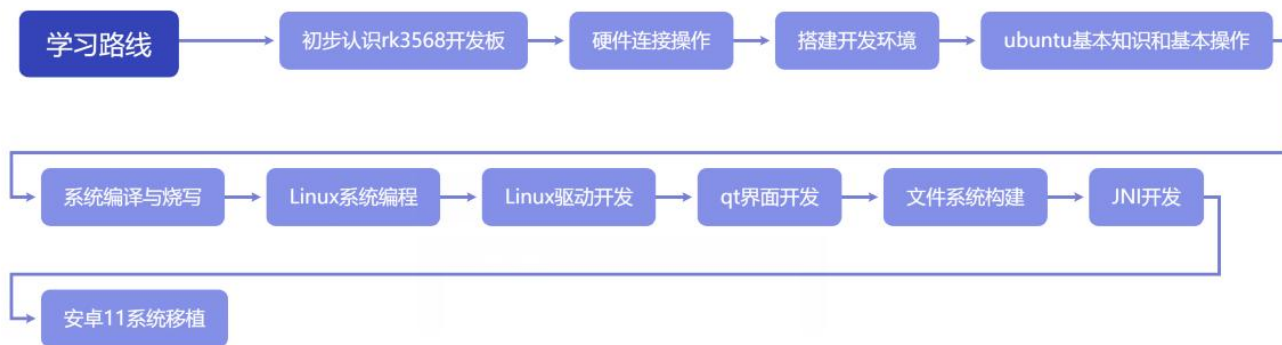 学习路线
初步认识rk3568开发板
硬件连接操作
搭建开发环境
ubuntu基本知识和基本操作
系统编译与烧写
Linux系统编程
Linux驱动开发
qt界面开发
文件系统构建
JNI开发
安卓11系统移植